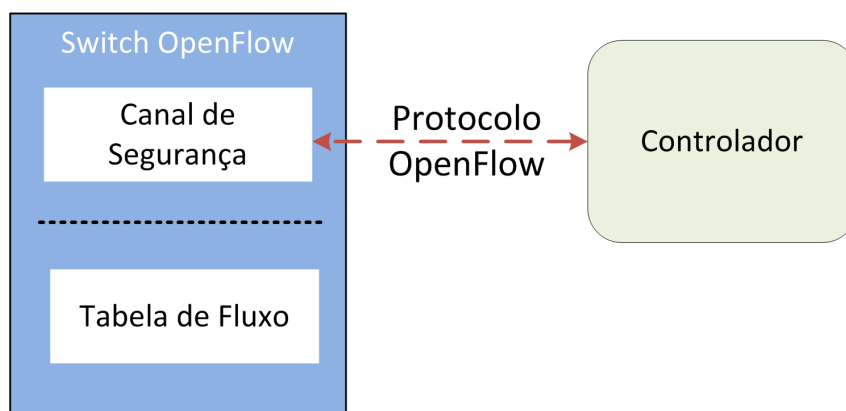 Switch OpenFlow
Canal de
Segurança
Protocolo
OpenFlow
Controlador
Tabela de Fluxo